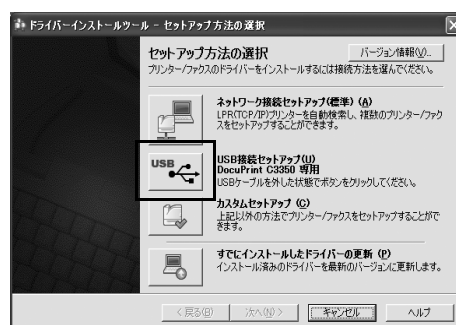 ドライバーインストールツール - セットアップ方法の選択
セットアップ方法の選択
バージョン情報(V)...
プリンター/ファクスのドライバーをインストールするには接続方法を選んでください。
ネットワーク接続セットアップ(標準) (A)
LPR(TCP/IP)プリンターを自動検索し、複数のプリンター/ファク
スをセットアップすることができます。
USB
USB接続セットアップ(U)
DocuPrint C3350 専用
USBケーブルを外した状態でボタンをクリックしてください。
カスタムセットアップ (C)
上記以外の方法でプリンター/ファクスをセットアップすることがで
きます。
すでにインストールしたドライバーの更新 (P)
インストール済みのドライバーを最新のバージョンに更新します。
< 戻る(B)
次へ(N) >
キャンセル
ヘルプ